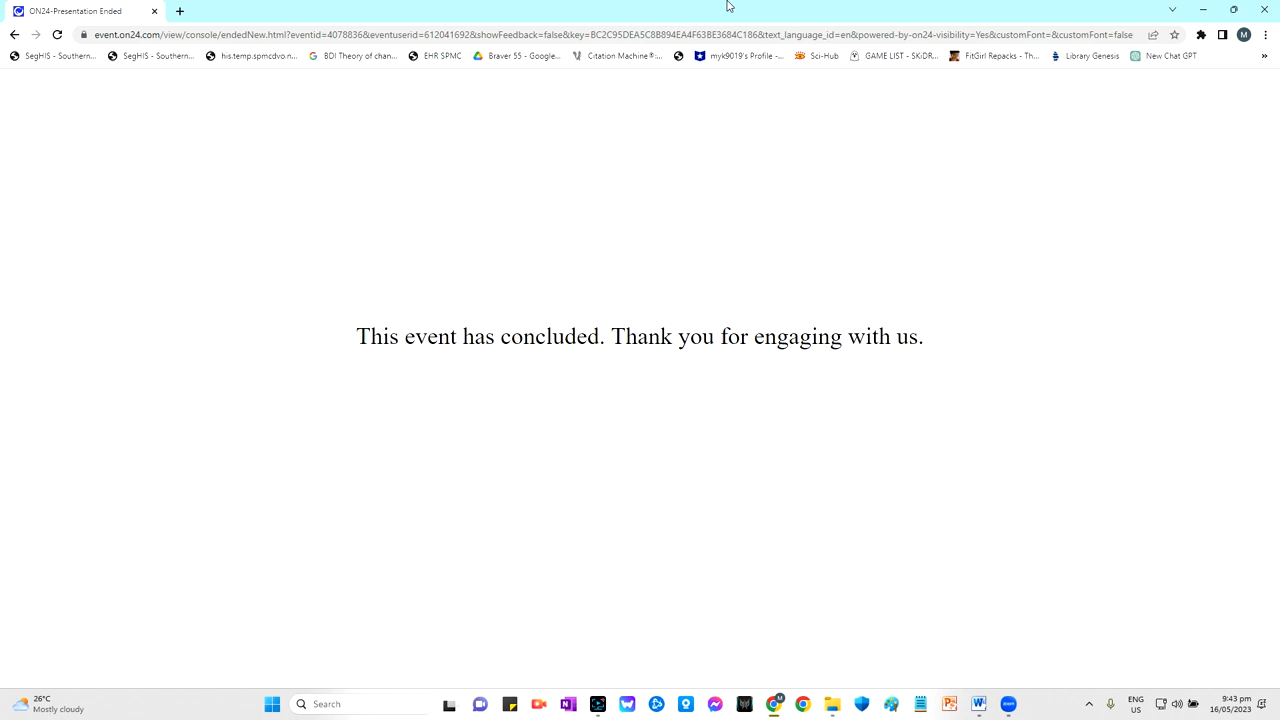 ON24-Presentation Ended
event.on24.com/view/console/endedNew.html?eventid=4078836&eventuserid=612041692&showFeedback=false&key=BC2C95DEA5C8B894EA4F63BE3684C186&text_language_id=en&powered-by-on24-visibility=Yes&customFont=&customFont=false
M
SegHIS - Southern...
SegHIS - Southern...
his.temp.spmcdvo.n...
BDI Theory of chan...
EHR SPMC
Braver 55 - Google...
Citation Machine®:...
myk9019's Profile -...
Sci-Hub
GAME LIST - SKiDR...
FitGirl Repacks - Th...
Library Genesis
New Chat GPT
»
This event has concluded. Thank you for engaging with us.
26°C
Mostly cloudy
Search
zoom
ENG
US
9:43 pm
16/05/2023